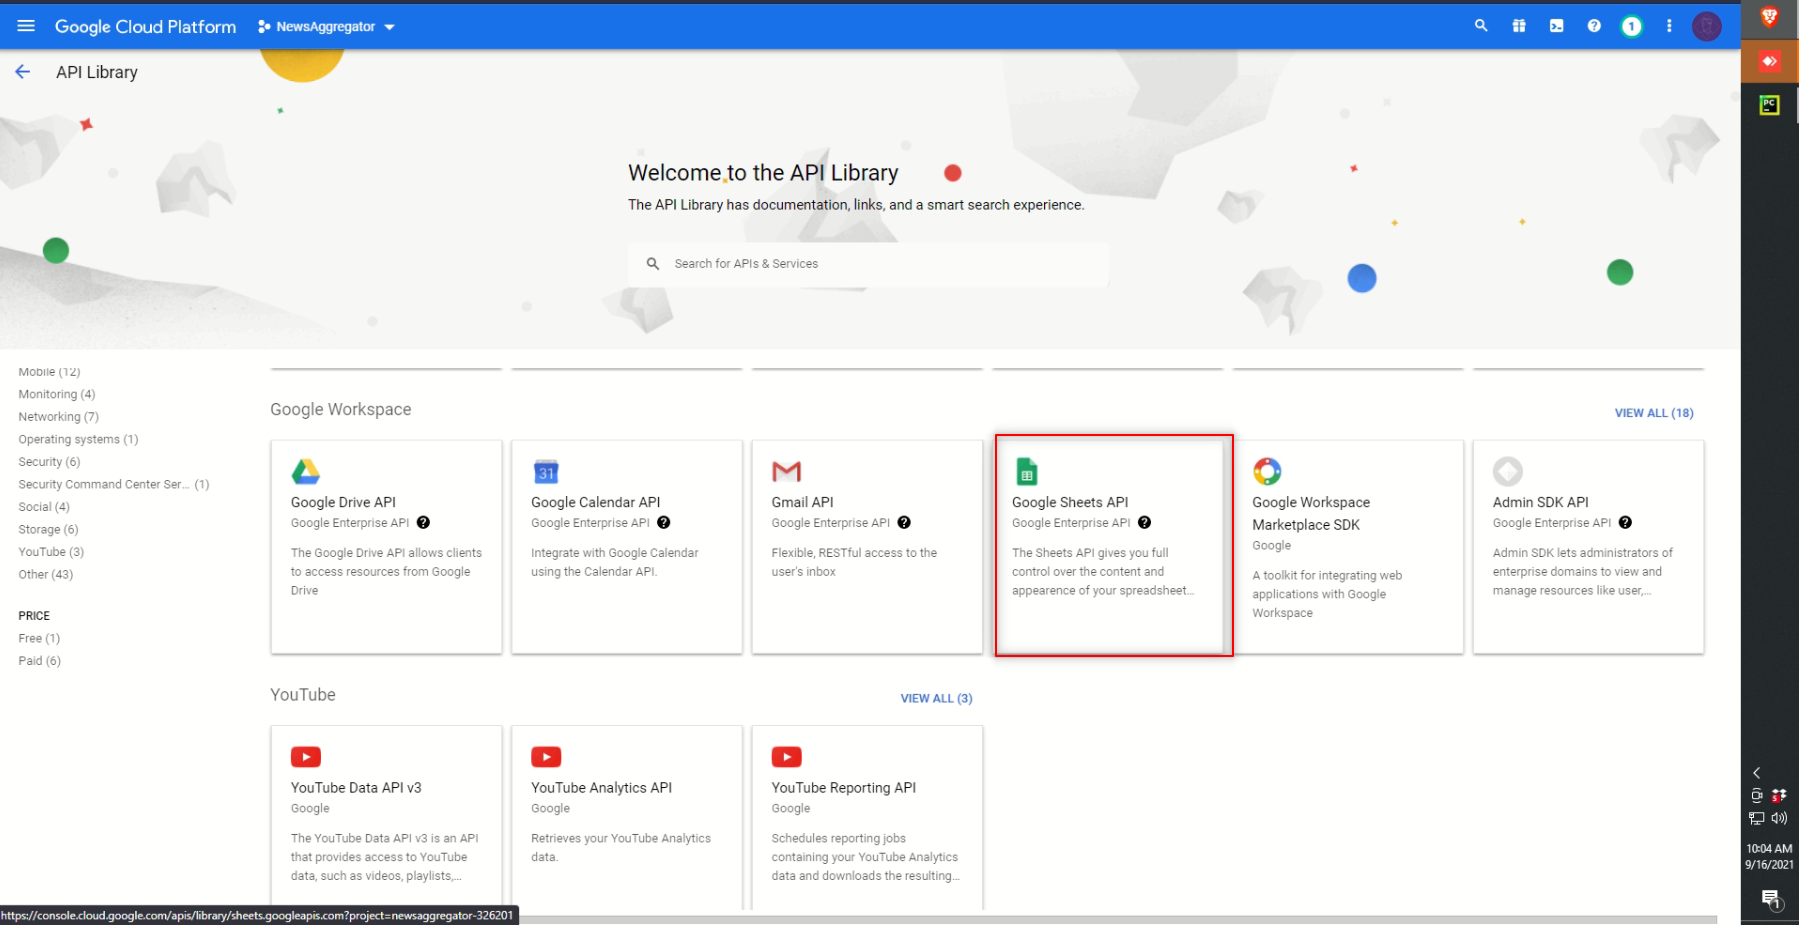 Google Cloud Platform
NewsAggregator
1
API Library
Welcome to the API Library
The API Library has documentation, links, and a smart search experience.
Search for APIs & Services
Mobile (12)
Monitoring (4)
Networking (7)
Operating systems (1)
Security (6)
Security Command Center Ser... (1)
Social (4)
Storage (6)
YouTube (3)
Other (43)
PRICE
Free (1)
Paid (6)
Google Workspace
VIEW ALL (18)
Google Drive API
Google Enterprise API
The Google Drive API allows clients
to access resources from Google
Drive
31
Google Calendar API
Google Enterprise API
Integrate with Google Calendar
using the Calendar API.
Gmail API
Google Enterprise API
Flexible, RESTful access to the
user's inbox
Google Sheets API
Google Enterprise API
The Sheets API gives you full
control over the content and
appearence of your spreadsheet...
Google Workspace
Marketplace SDK
Google
A toolkit for integrating web
applications with Google
Workspace
Admin SDK API
Google Enterprise API
Admin SDK lets administrators of
enterprise domains to view and
manage resources like user,...
YouTube
VIEW ALL (3)
YouTube Data API v3
Google
The YouTube Data API v3 is an API
that provides access to YouTube
data, such as videos, playlists,...
YouTube Analytics API
Google
Retrieves your YouTube Analytics
data.
YouTube Reporting API
Google
Schedules reporting jobs
containing your YouTube Analytics
data and downloads the resulting...
https://console.cloud.google.com/apis/library/sheets.googleapis.com?project=newsaggregator-326201
PC
10:04 AM
9/16/2021
1